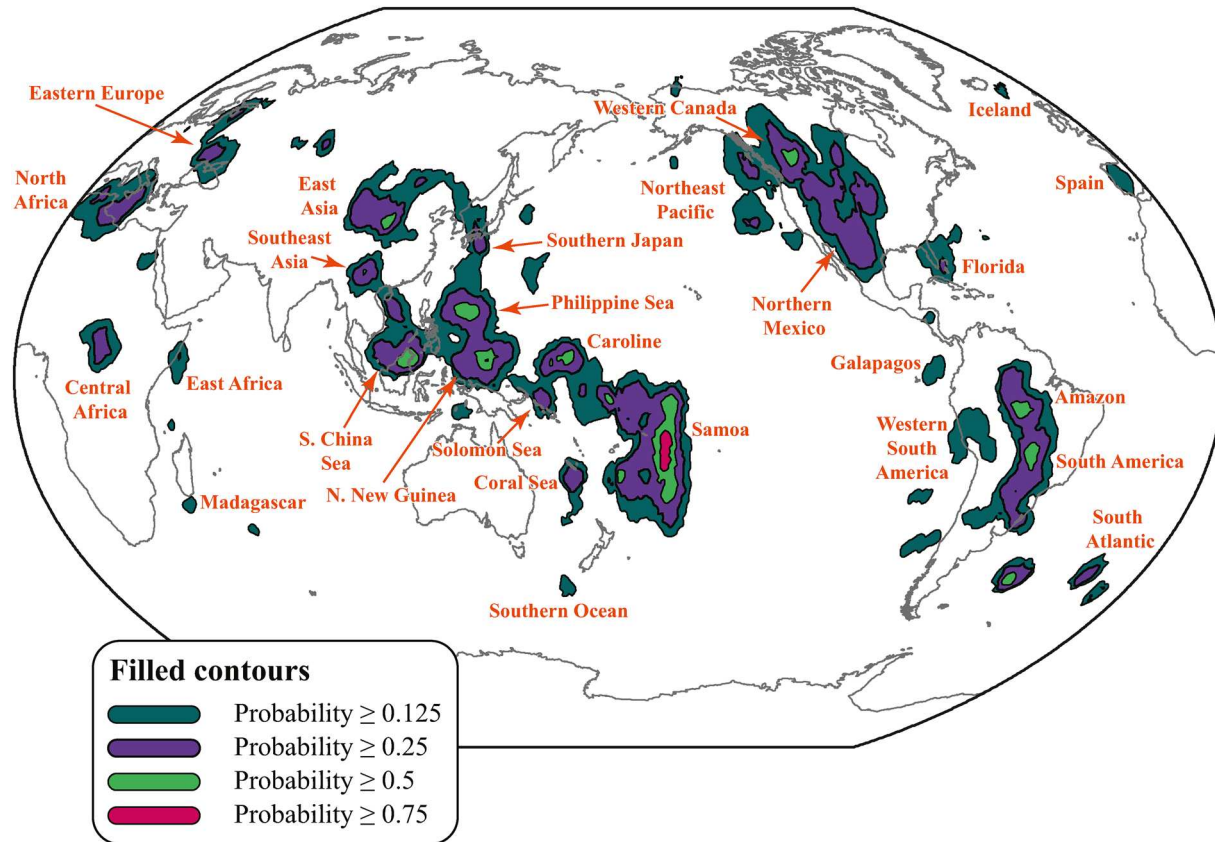 Eastern Europe
North
Africa
East
Asia
Southeast
Asia
Western Canada
Iceland
Northeast
Pacific
Spain
Southern Japan
Philippine Sea
Northern
Mexico
Florida
Central
Africa
East Africa
Caroline
Galapagos
Amazon
S. China
Sea
Solomon Sea
Samoa
Western
South
America
South America
Coral Sea
N. New Guinea
Madagascar
South
Atlantic
Southern Ocean
Filled contours
Probability ≥ 0.125
Probability ≥ 0.25
Probability ≥ 0.5
Probability ≥ 0.75